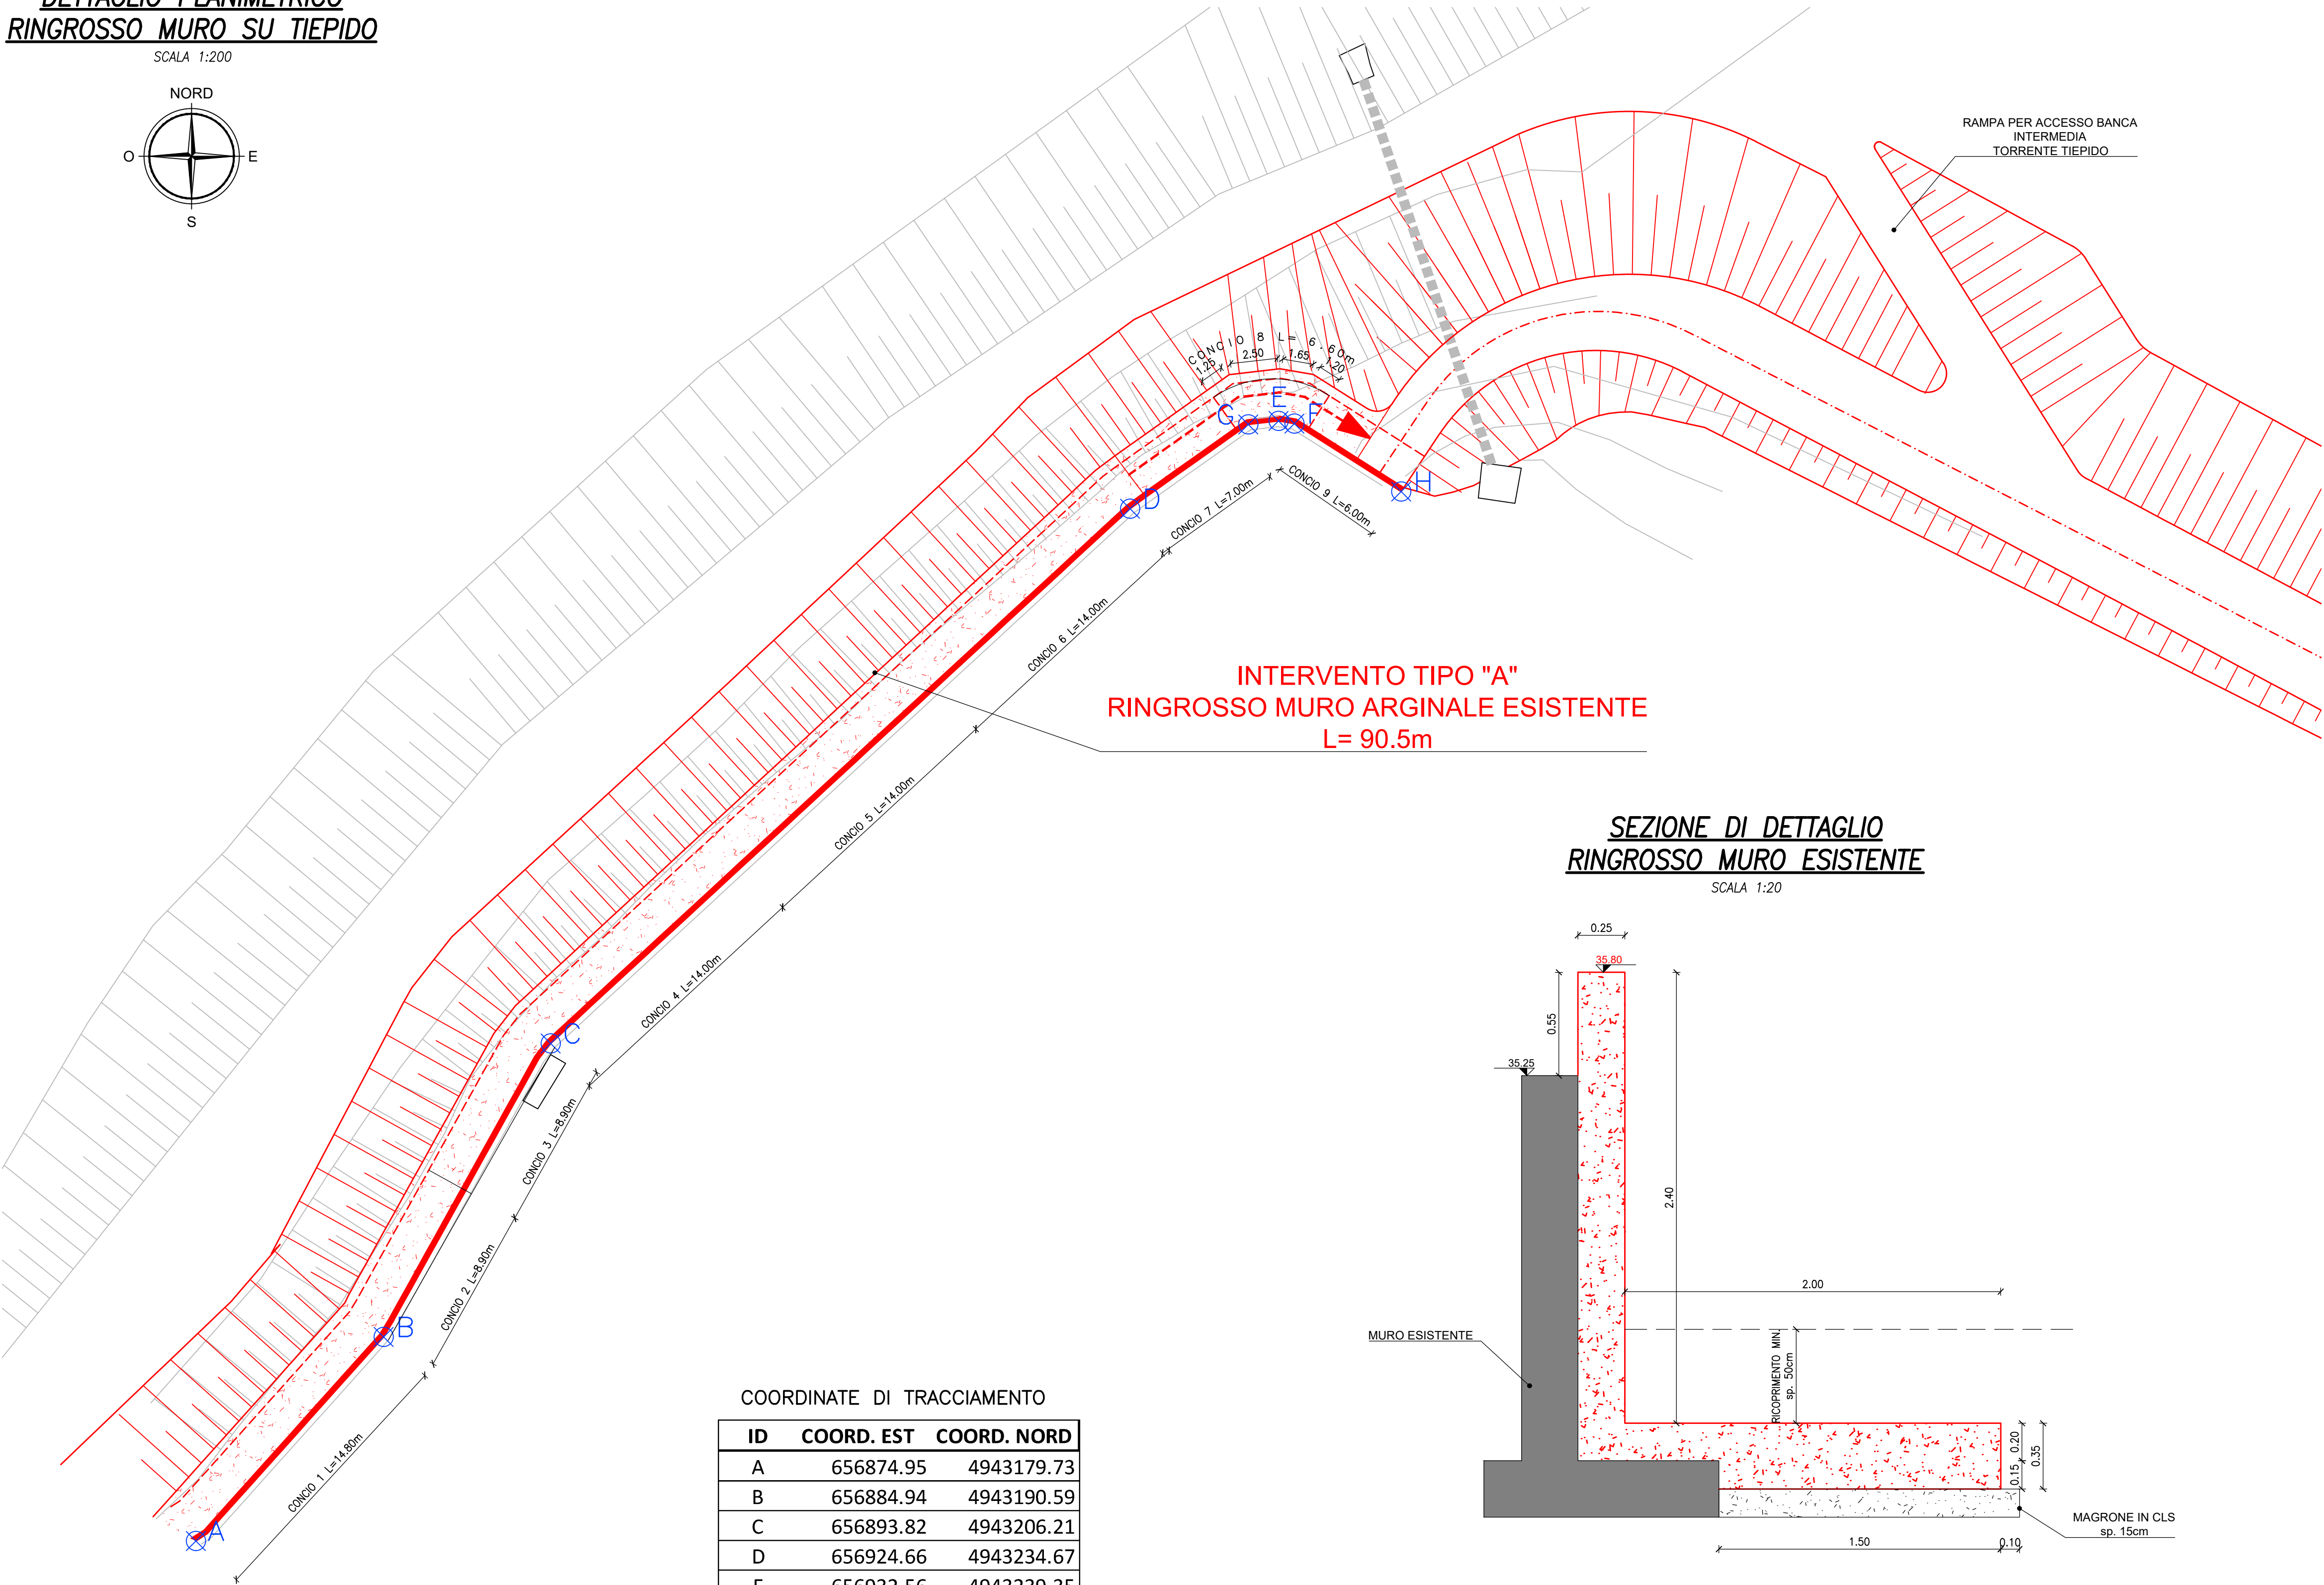 DETTAGLIO PLANIMETRICO
RINGROSSO MURO SU TIEPIDO
SCALA 1:200
NORD
O
E
S
RAMPA PER ACCESSO BANCA
INTERMEDIA
TORRENTE TIEPIDO
CONCIO 8 L= 6.60m
1.25
2.50
1.65
1.20
G
E
F
H
D
CONCIO 7 L=7.00m
CONCIO 9 L=6.00m
CONCIO 6 L=14.00m
INTERVENTO TIPO "A"
RINGROSSO MURO ARGINALE ESISTENTE
L= 90.5m
CONCIO 5 L=14.00m
CONCIO 4 L=14.00m
C
CONCIO 3 L=8.90m
CONCIO 2 L=8.90m
B
CONCIO 1 L=14.80m
A
SEZIONE DI DETTAGLIO
RINGROSSO MURO ESISTENTE
SCALA 1:20
0.25
35.80
0.55
35.25
2.40
2.00
MURO ESISTENTE
RICOPRIMENTO MIN.
sp. 50cm
0.20
0.15
0.35
MAGRONE IN CLS
sp. 15cm
1.50
0.10
COORDINATE DI TRACCIAMENTO
ID COORD. EST COORD. NORD
A 656874.95 4943179.73
B 656884.94 4943190.59
C 656893.82 4943206.21
D 656924.66 4943234.67
656932.56 4943239.35